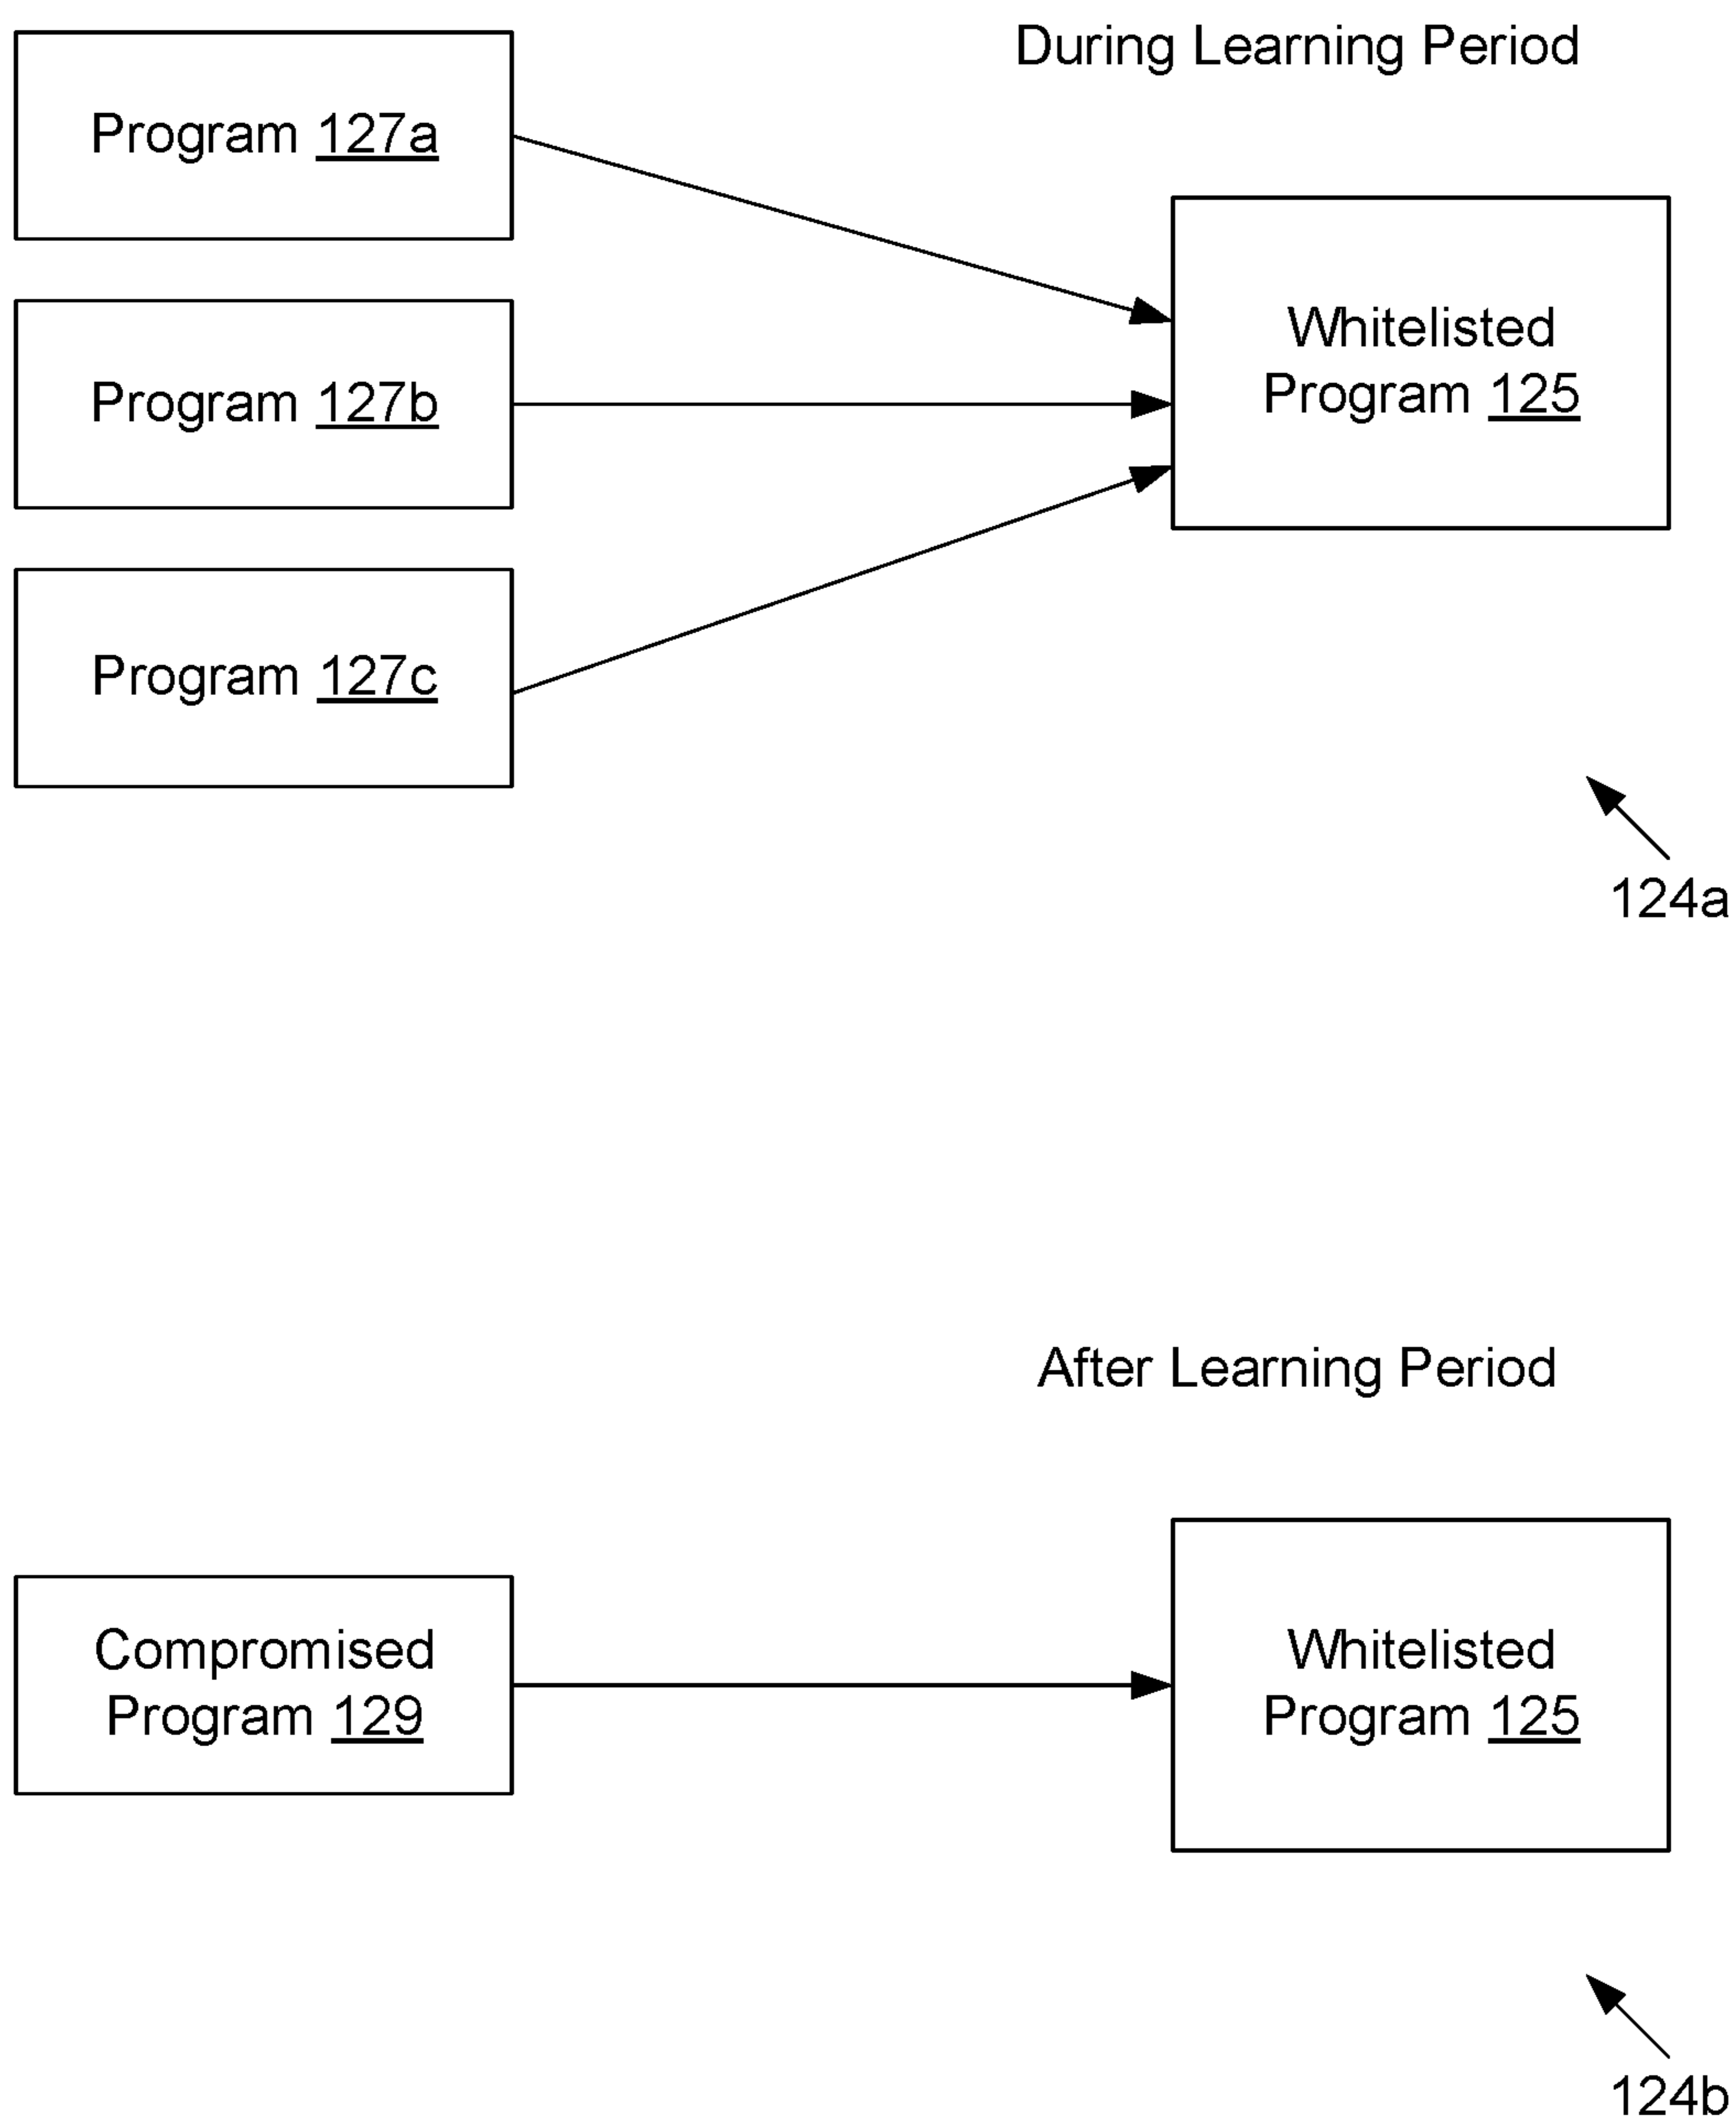 During Learning Period
Program 127a
Whitelisted
Program 125
Program 127b
Program 127c
124a
After Learning Period
Compromised
Program 129
Whitelisted
Program 125
124b